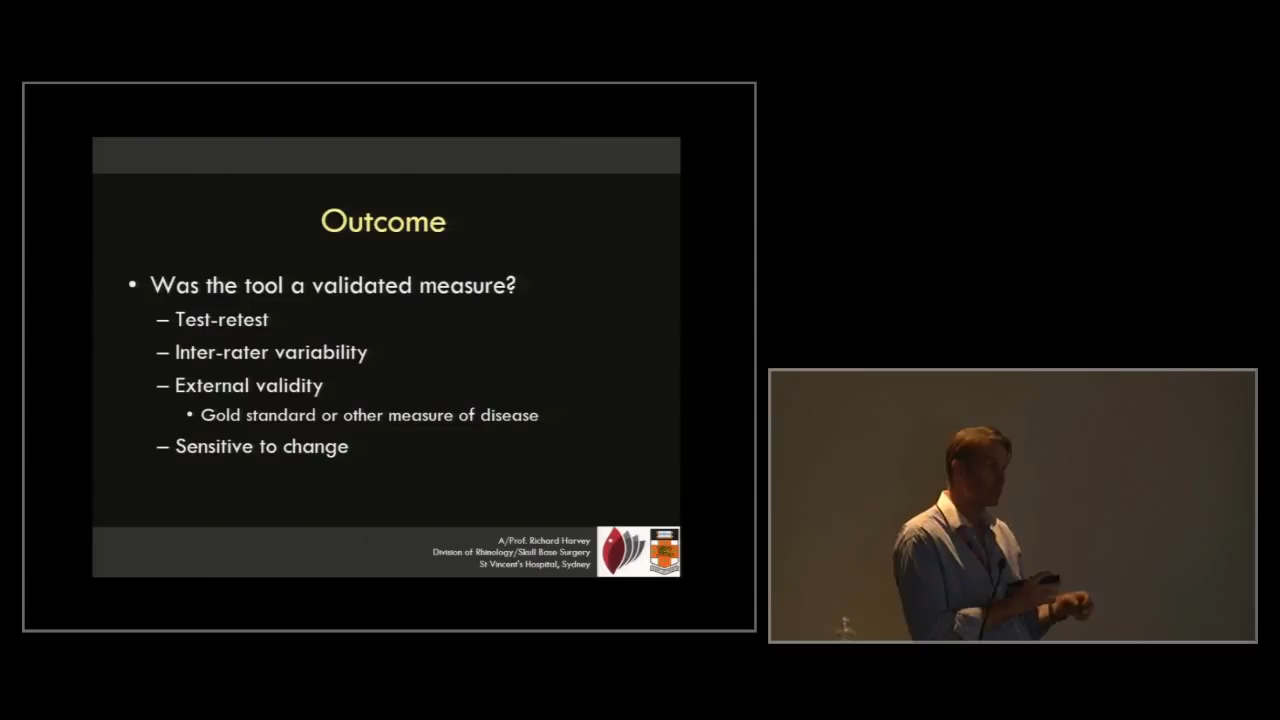 Outcome
• Was the tool a validated measure?
– Test-retest
– Inter-rater variability
– External validity
• Gold standard or other measure of disease
– Sensitive to change
A/Prof. Richard Harvey
Division of Rhinology/Skull Base Surgery
St Vincent's Hospital, Sydney